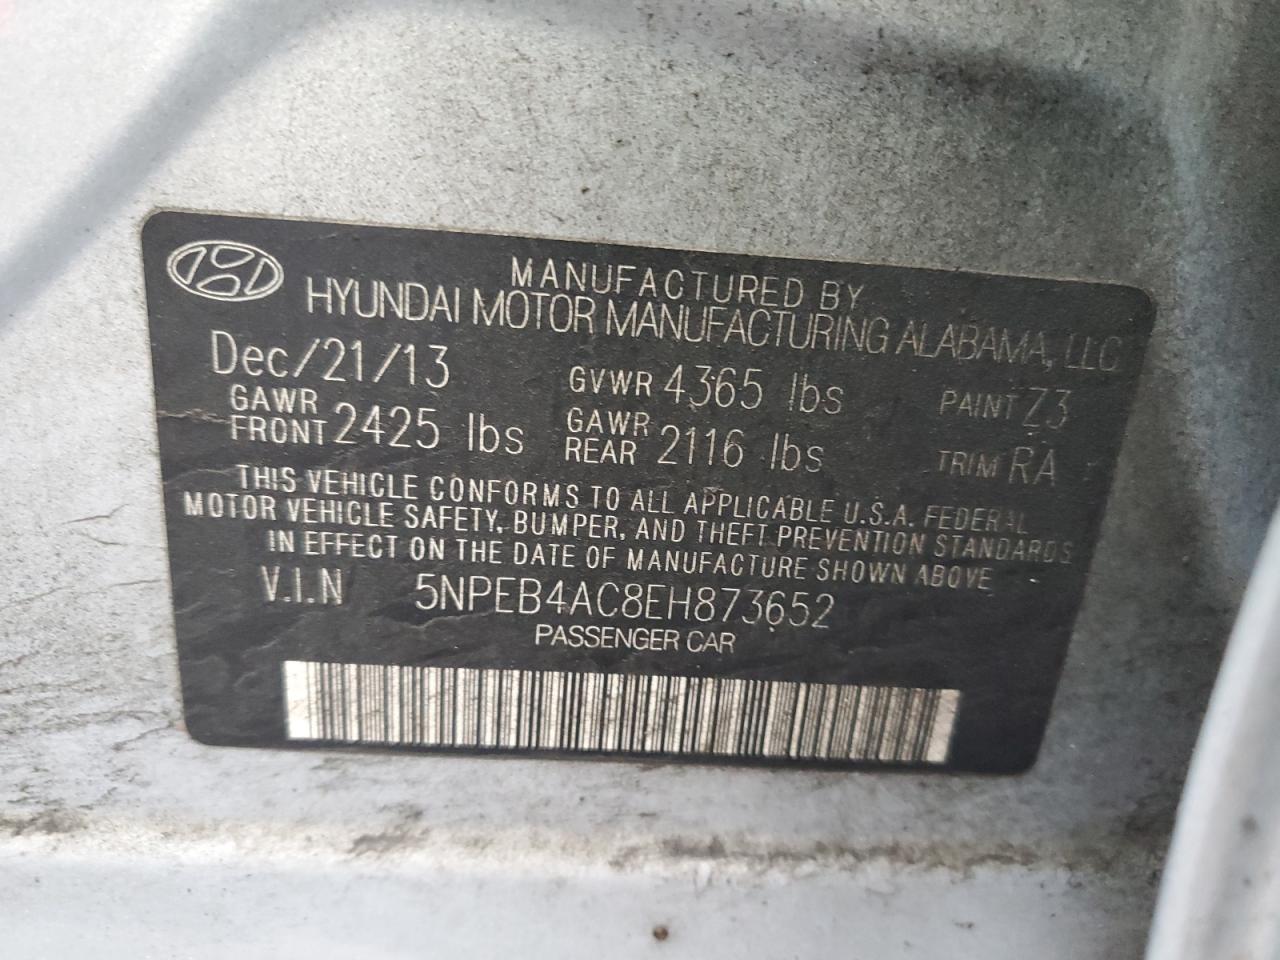 MANUFACTURED BY
HYUNDAI MOTOR MANUFACTURING ALABAMA, LLC
Dec/21/13 GVWR 4365 lbs PAINT Z3
GAWR FRONT 2425 lbs GAWR REAR 2116 lbs TRIM RA
THIS VEHICLE CONFORMS TO ALL APPLICABLE U.S.A. FEDERAL
MOTOR VEHICLE SAFETY, BUMPER, AND THEFT PREVENTION STANDARDS
IN EFFECT ON THE DATE OF MANUFACTURE SHOWN ABOVE
V.I.N 5NPEB4AC8EH873652
PASSENGER CAR